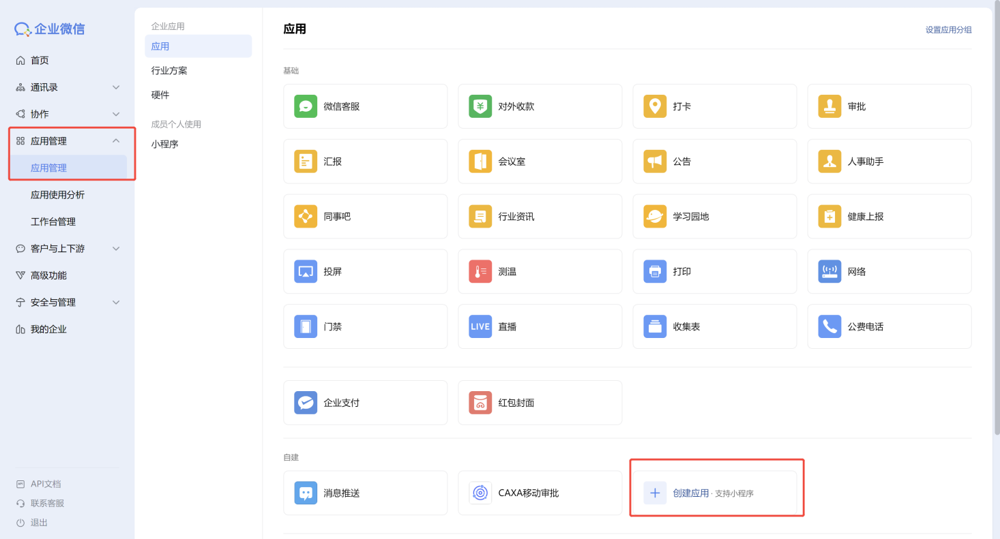 企业微信
首页
通讯录
协作
应用管理
应用管理
应用使用分析
工作台管理
客户与上下游
高级功能
安全与管理
我的企业
API API文档
联系客服
退出
企业应用
应用
行业方案
硬件
成员个人使用
小程序
应用
设置应用分组
基础
微信客服
对外收款
打卡
审批
汇报
会议室
公告
人事助手
同事吧
行业资讯
学习园地
健康上报
投屏
测温
打印
网络
门禁
LIVE 直播
收集表
公费电话
企业支付
红包封面
自建
消息推送
CAXA移动审批
创建应用 · 支持小程序